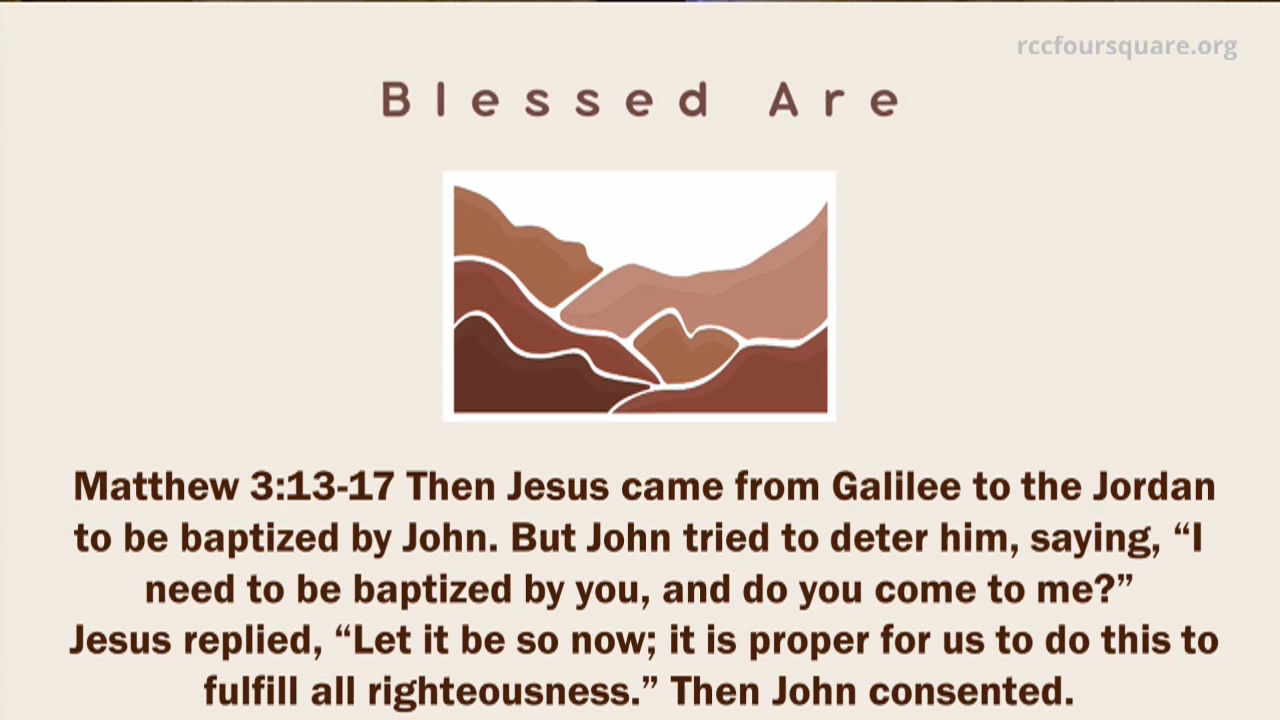 rccfoursquare.org
Blessed Are
Matthew 3:13-17 Then Jesus came from Galilee to the Jordan
to be baptized by John. But John tried to deter him, saying, “I
need to be baptized by you, and do you come to me?”
Jesus replied, “Let it be so now; it is proper for us to do this to
fulfill all righteousness.” Then John consented.